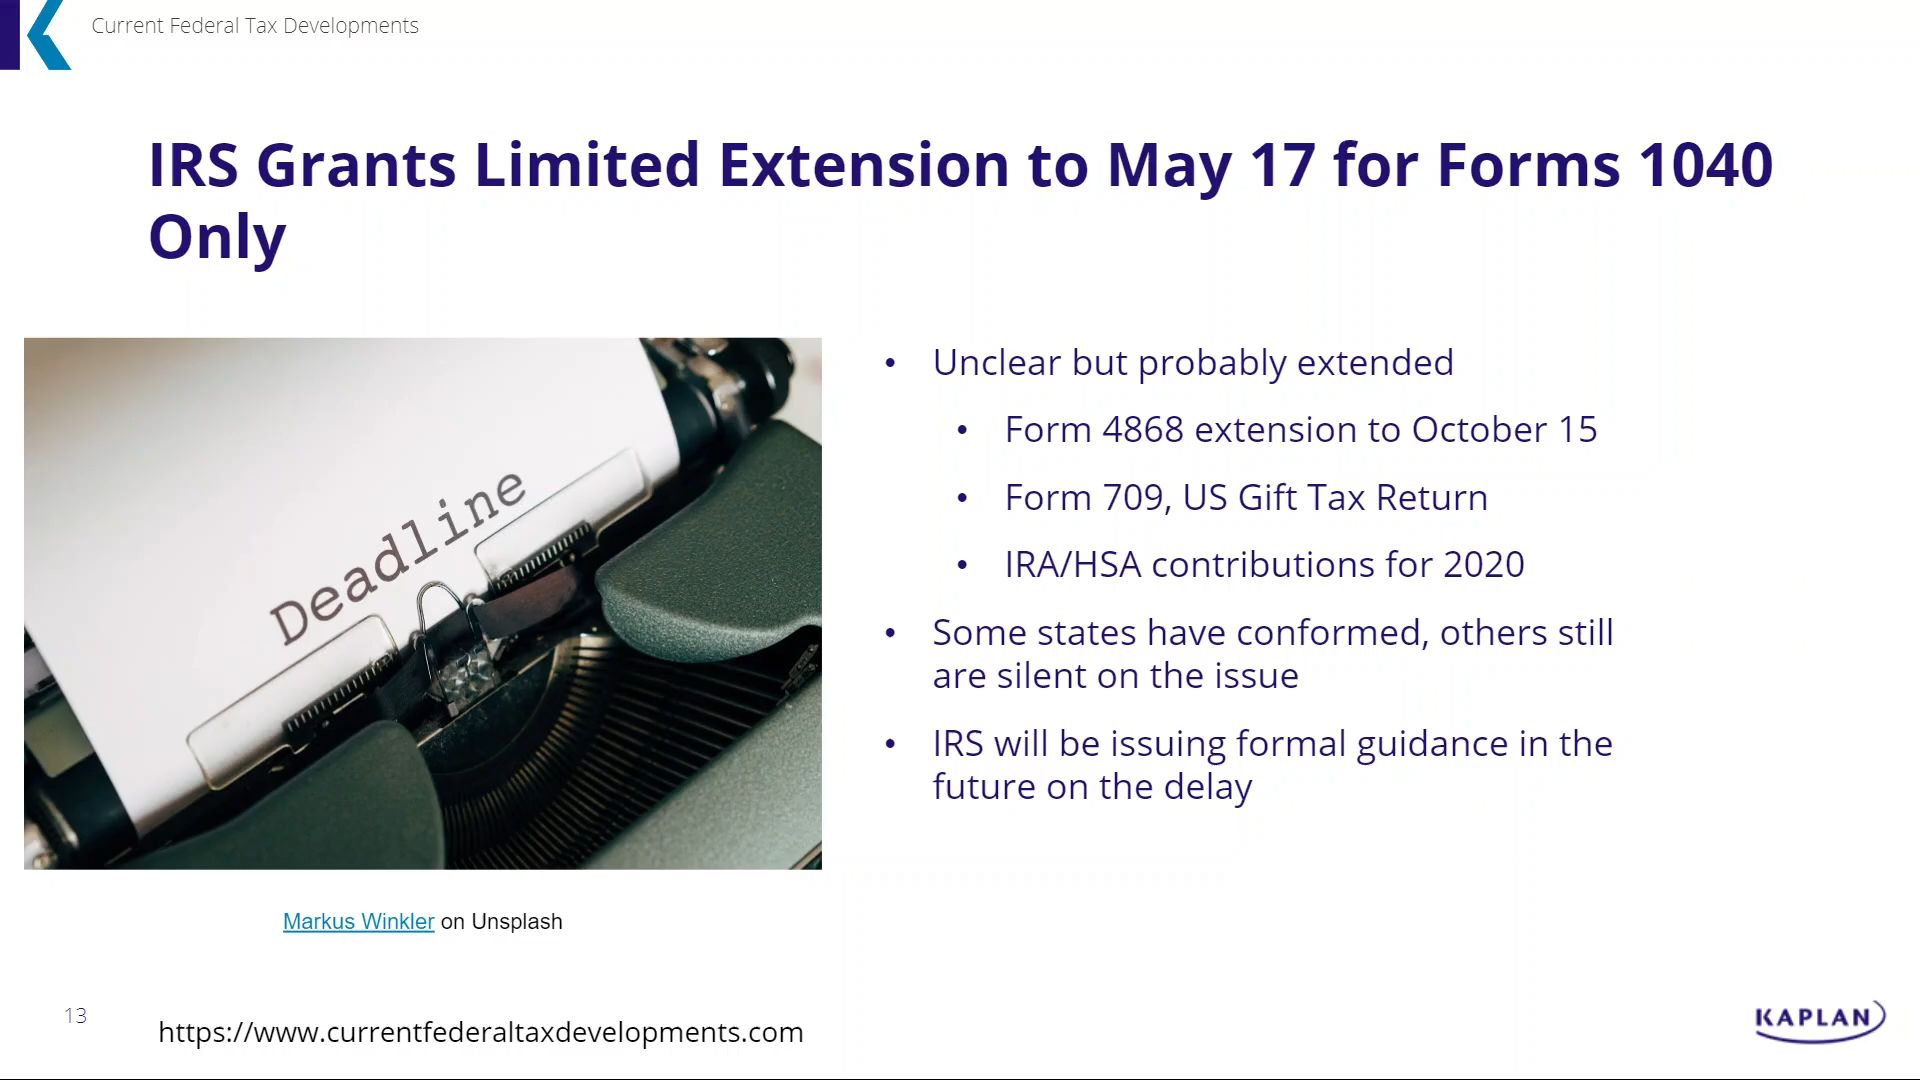 Current Federal Tax Developments
IRS Grants Limited Extension to May 17 for Forms 1040
Only
Deadline
• Unclear but probably extended
• Form 4868 extension to October 15
• Form 709, US Gift Tax Return
• IRA/HSA contributions for 2020
• Some states have conformed, others still
are silent on the issue
• IRS will be issuing formal guidance in the
future on the delay
Markus Winkler on Unsplash
13
https://www.currentfederaltaxdevelopments.com
KAPLAN